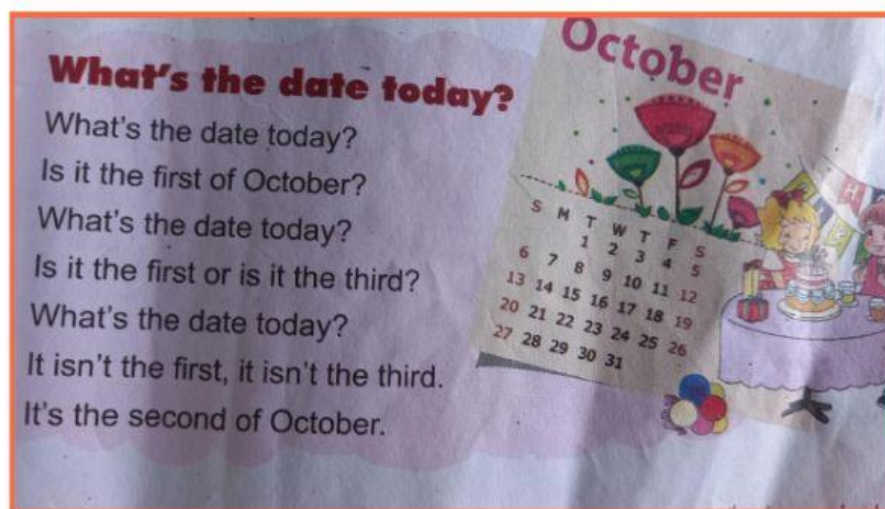 What's the date today?
What's the date today?
Is it the first of October?
What's the date today?
Is it the first or is it the third?
What's the date today?
It isn't the first, it isn't the third.
It's the second of October.
October
S M T W T F S
1 2 3 4 5
6 7 8 9 10 11 12
13 14 15 16 17 18 19
20 21 22 23 24 25 26
27 28 29 30 31